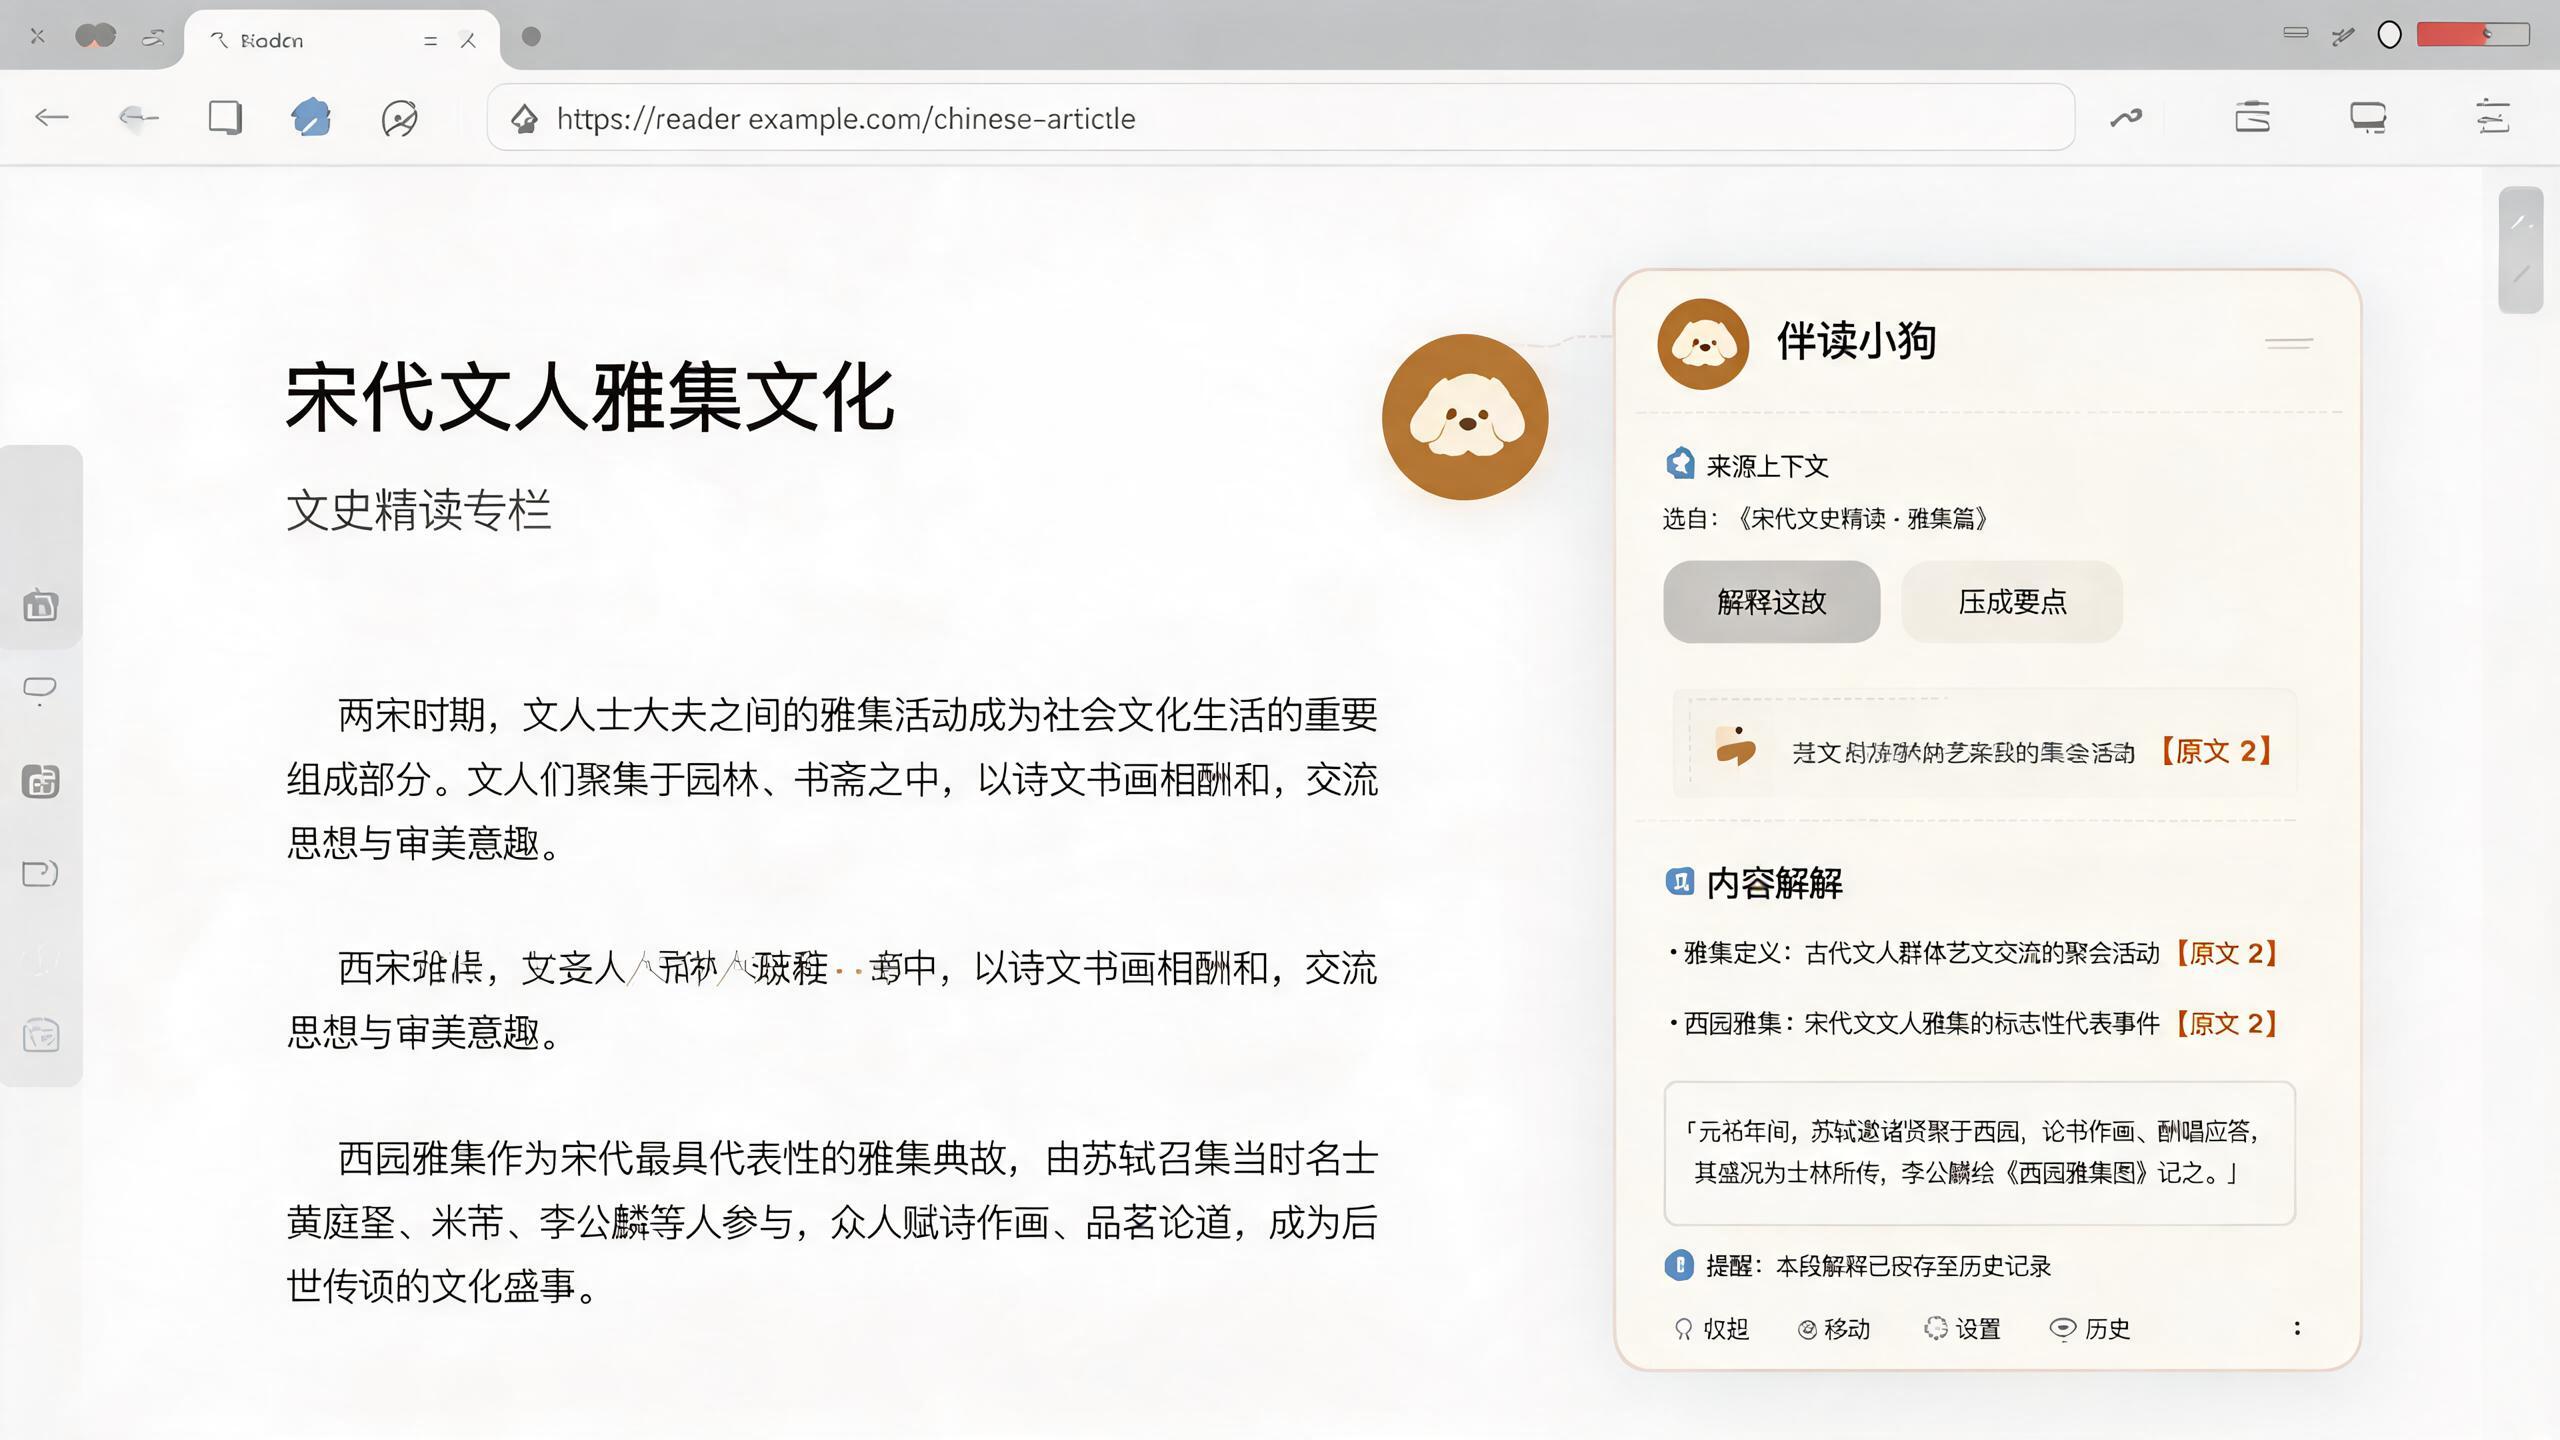 https://reader example.com/chinese-artictle
宋代文人雅集文化
文史精读专栏
两宋时期，文人士大夫之间的雅集活动成为社会文化生活的重要
组成部分。文人们聚集于园林、书斋之中，以诗文书画相酬和，交流
思想与审美意趣。
西宋
中，以诗文书画相酬和，交流
思想与审美意趣。
西园雅集作为宋代最具代表性的雅集典故，由苏轼召集当时名士
黄庭、米芾、李公麟等人参与，众人赋诗作画、品茗论道，成为后
世传颂的文化盛事。
伴读小狗
来源上下文
选自：《宋代文史精读·雅集篇》
解释这故
压成要点
的集会活动【原文 2】
内容解解
·雅集定义：古代文人群体艺文交流的聚会活动【原文 2】
·西园雅集：宋代文文人雅集的标志性代表事件【原文 2】
「元祐年间，苏轼邀诸贤聚于西园，论书作画、酬唱应答，
其盛况为士林所传，李公麟绘《西园雅集图》记之。」
提醒：本段解释已存至历史记录
收起 移动 设置 历史